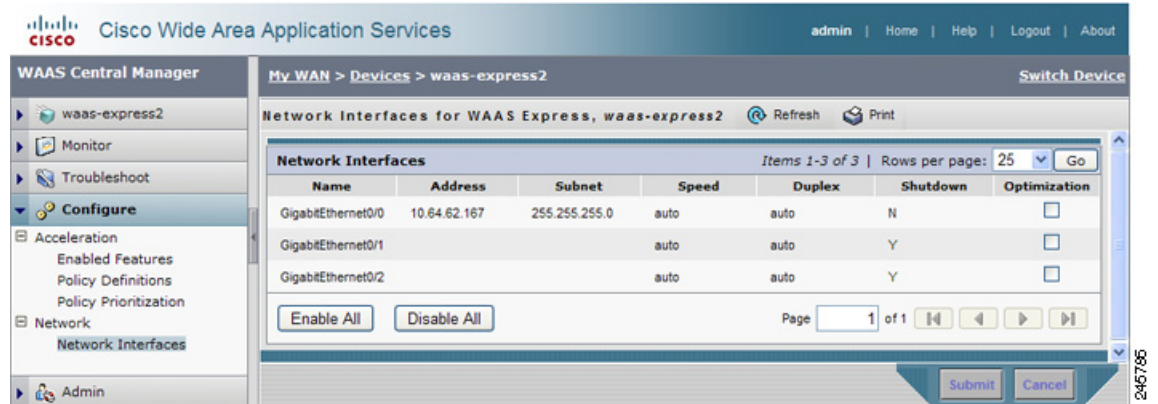 CISCO Cisco Wide Area Application Services admin | Home | Help | Logout | About
WAAS Central Manager
My WAN > Devices > waas-express2 Switch Device
waas-express2
Monitor
Troubleshoot
Configure
Acceleration
Enabled Features
Policy Definitions
Policy Prioritization
Network
Network Interfaces
Admin
Network Interfaces for WAAS Express, waas-express2 Refresh Print
Network Interfaces Items 1-3 of 3 | Rows per page: 25 Go
Name Address Subnet Speed Duplex Shutdown Optimization
GigabitEthernet0/0 10.64.62.167 255.255.255.0 auto auto N
GigabitEthernet0/1 auto auto Y
GigabitEthernet0/2 auto auto Y
Enable All Disable All Page 1 of 1
Submit Cancel
245785